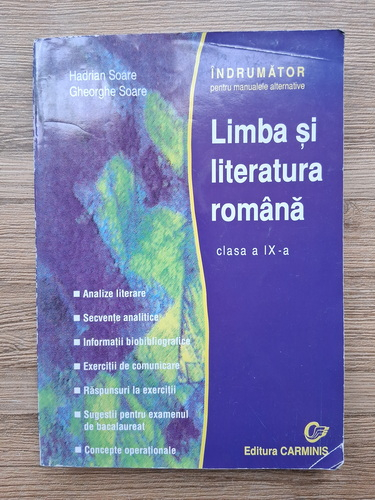 Hadrian Soare
Gheorghe Soare
ÎNDRUMĂTOR
pentru manualele alternative
Limba și
literatura
română
clasa a IX-a
Analize literare
Secvențe analitice
Informații biobibliografice
Exerciții de comunicare
Răspunsuri la exerciții
Sugestii pentru examenul
de bacalaureat
Concepte operaționale
Editura CARMINIS